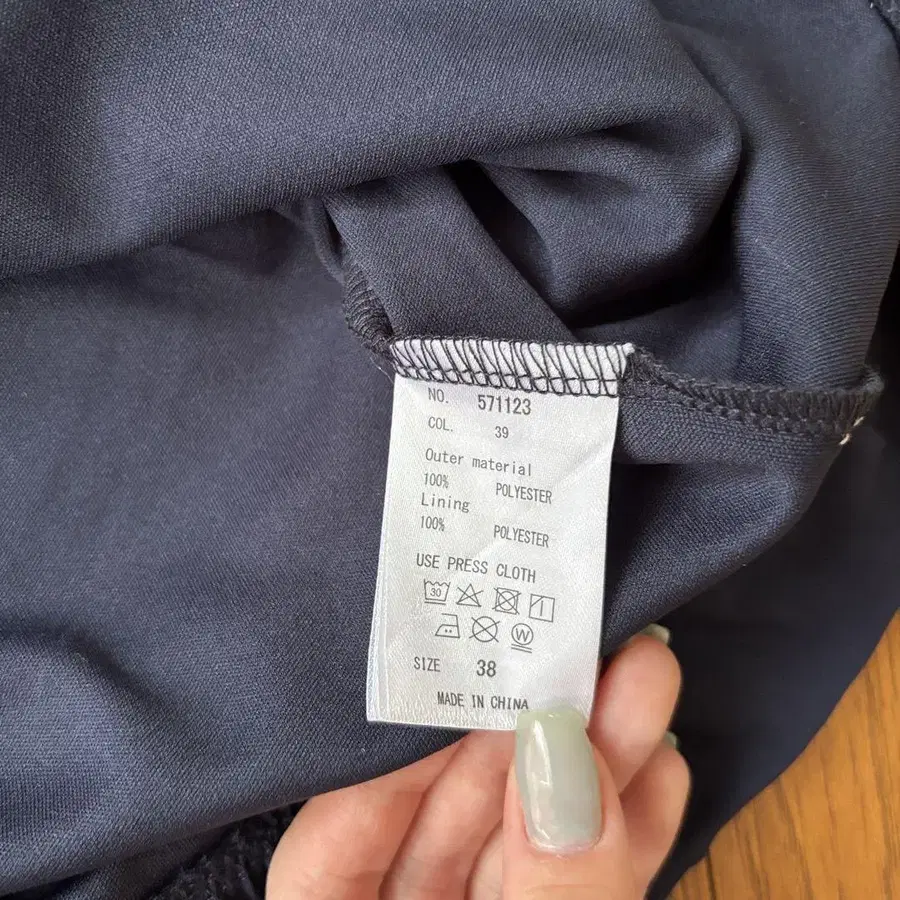 NO. 571123
COL. 39
Outer material
100% POLYESTER
Lining
100% POLYESTER
USE PRESS CLOTH
30
W
SIZE 38
MADE IN CHINA